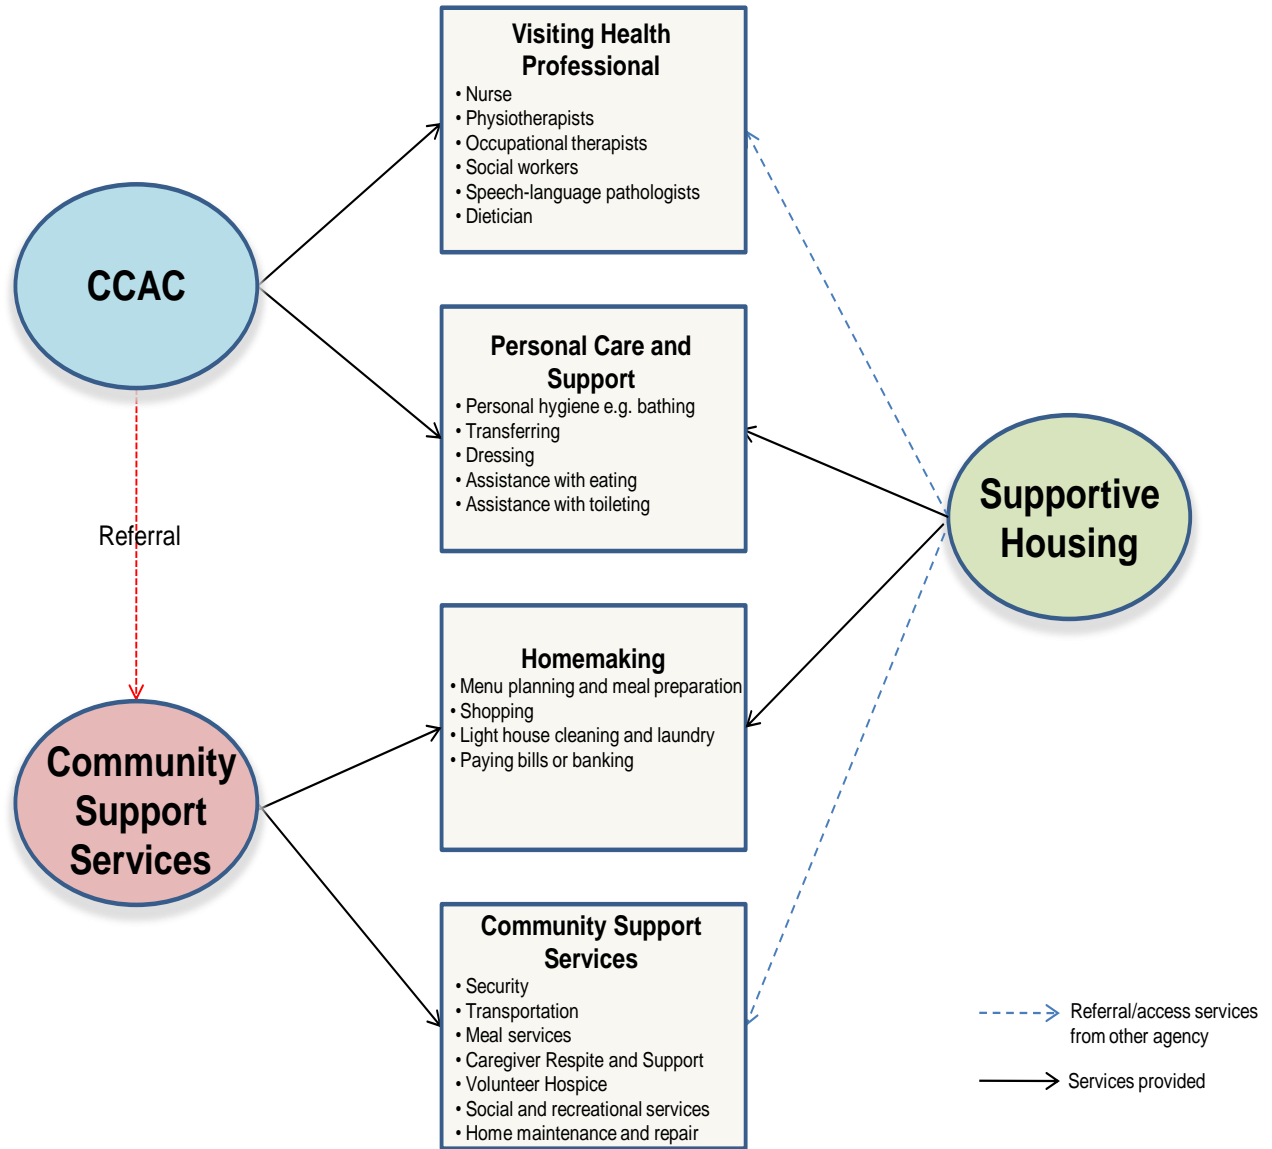 Visiting Health
Professional
• Nurse
• Physiotherapists
• Occupational therapists
• Social workers
• Speech-language pathologists
• Dietician
CCAC
Personal Care and
Support
• Personal hygiene e.g. bathing
• Transferring
• Dressing
• Assistance with eating
• Assistance with toileting
Supportive
Housing
Referral
Homemaking
• Menu planning and meal preparation
• Shopping
• Light house cleaning and laundry
• Paying bills or banking
Community
Support
Services
Community Support
Services
• Security
• Transportation
• Meal services
• Caregiver Respite and Support
• Volunteer Hospice
• Social and recreational services
• Home maintenance and repair
Referral/access services
from other agency
Services provided